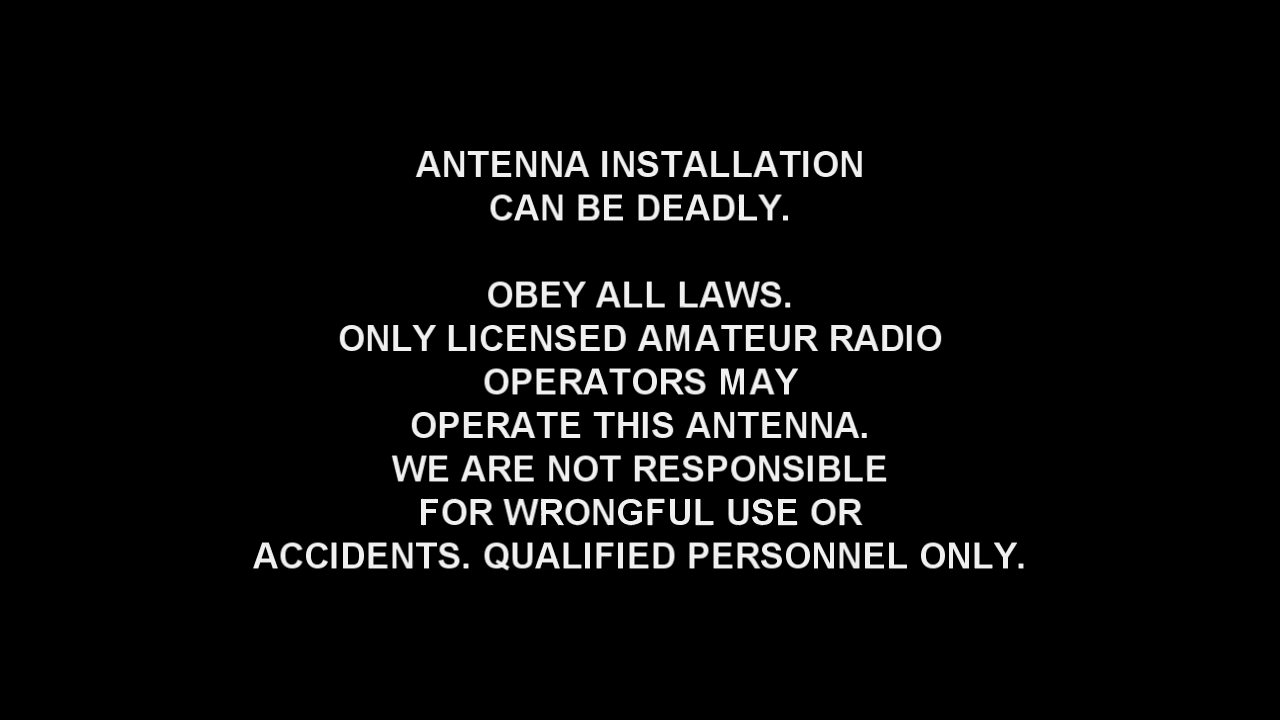 ANTENNA INSTALLATION
CAN BE DEADLY.
OBEY ALL LAWS.
ONLY LICENSED AMATEUR RADIO
OPERATORS MAY
OPERATE THIS ANTENNA.
WE ARE NOT RESPONSIBLE
FOR WRONGFUL USE OR
ACCIDENTS. QUALIFIED PERSONNEL ONLY.